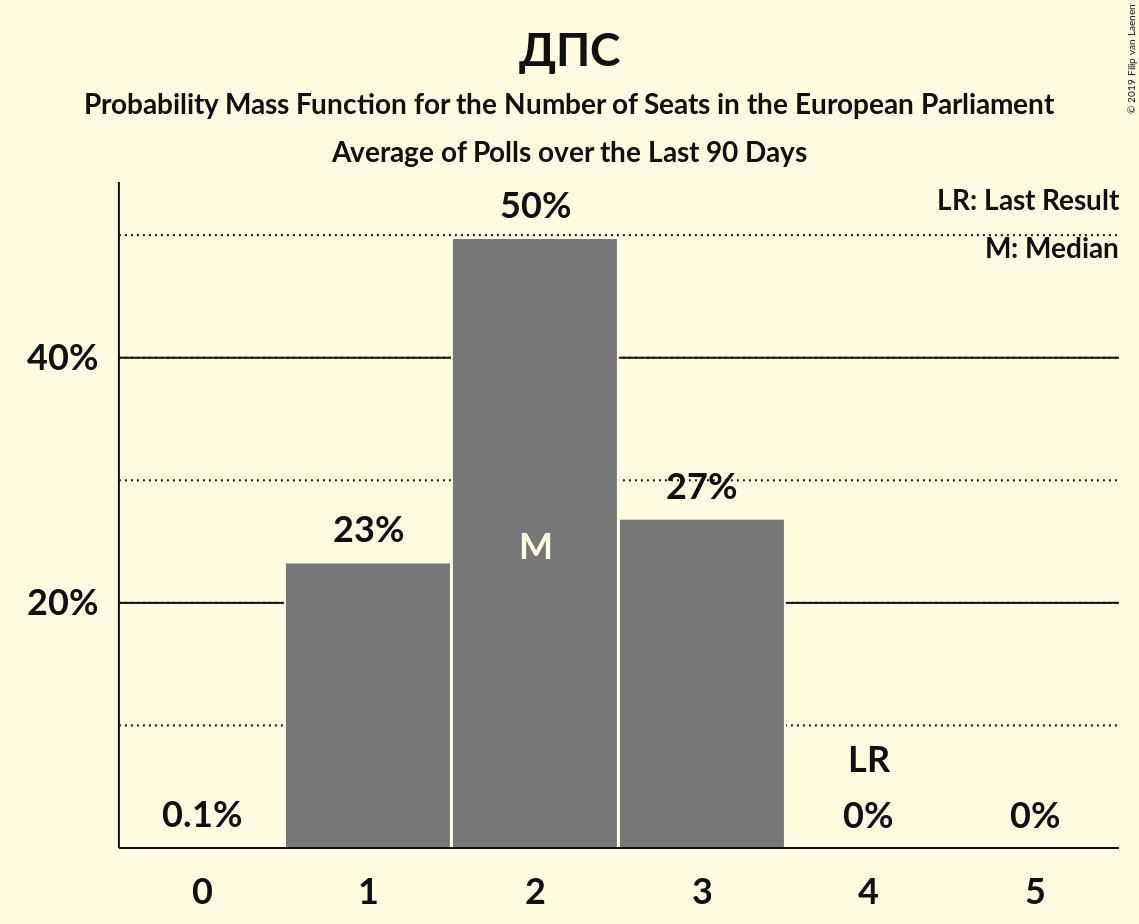 ДПС
Probability Mass Function for the Number of Seats in the European Parliament
Average of Polls over the Last 90 Days
© 2019 Filip van Laenen
LR: Last Result
M: Median
50%
40%
27%
23%
M
20%
LR
0.1%
0%
0%
0
1
2
3
4
5